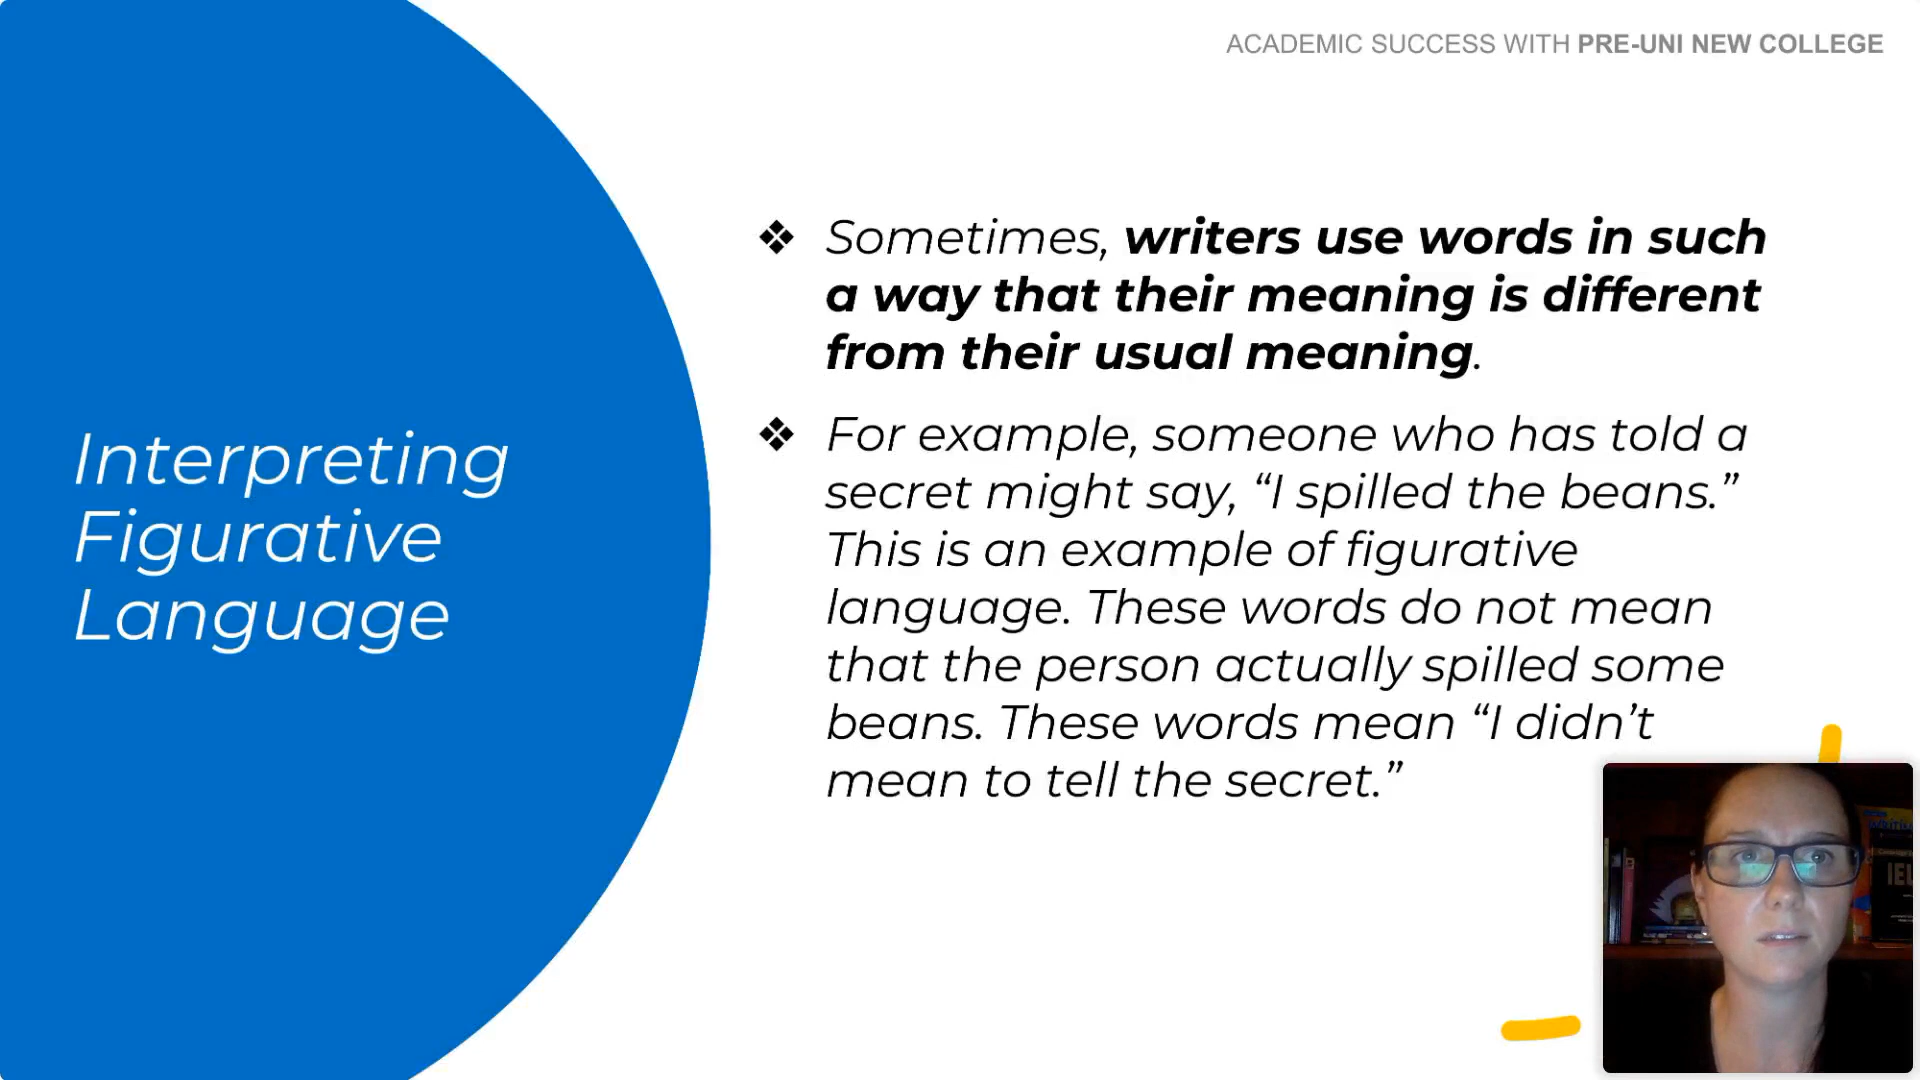 ACADEMIC SUCCESS WITH PRE-UNI NEW COLLEGE
Interpreting
Figurative
Language
❖ Sometimes, writers use words in such
a way that their meaning is different
from their usual meaning.
❖ For example, someone who has told a
secret might say, “I spilled the beans.”
This is an example of figurative
language. These words do not mean
that the person actually spilled some
beans. These words mean “I didn’t
mean to tell the secret.”